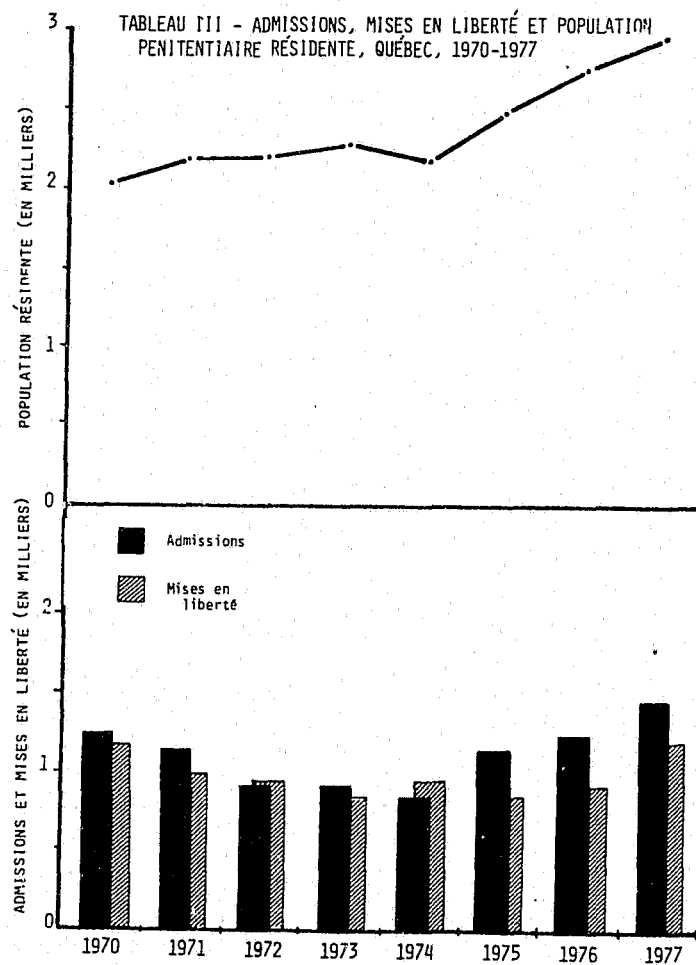 TABLEAU III - ADMISSIONS, MISES EN LIBERTÉ ET POPULATION
PENITENTIAIRE RÉSIDENTE, QUÉBEC, 1970-1977
POPULATION RÉSIDENTE (EN MILLIERS)
3
2
1
0
ADMISSIONS ET MISES EN LIBERTÉ (EN MILLIERS)
Admissions
Mises en
liberté
2
1
0
1970 1971 1972 1973 1974 1975 1976 1977